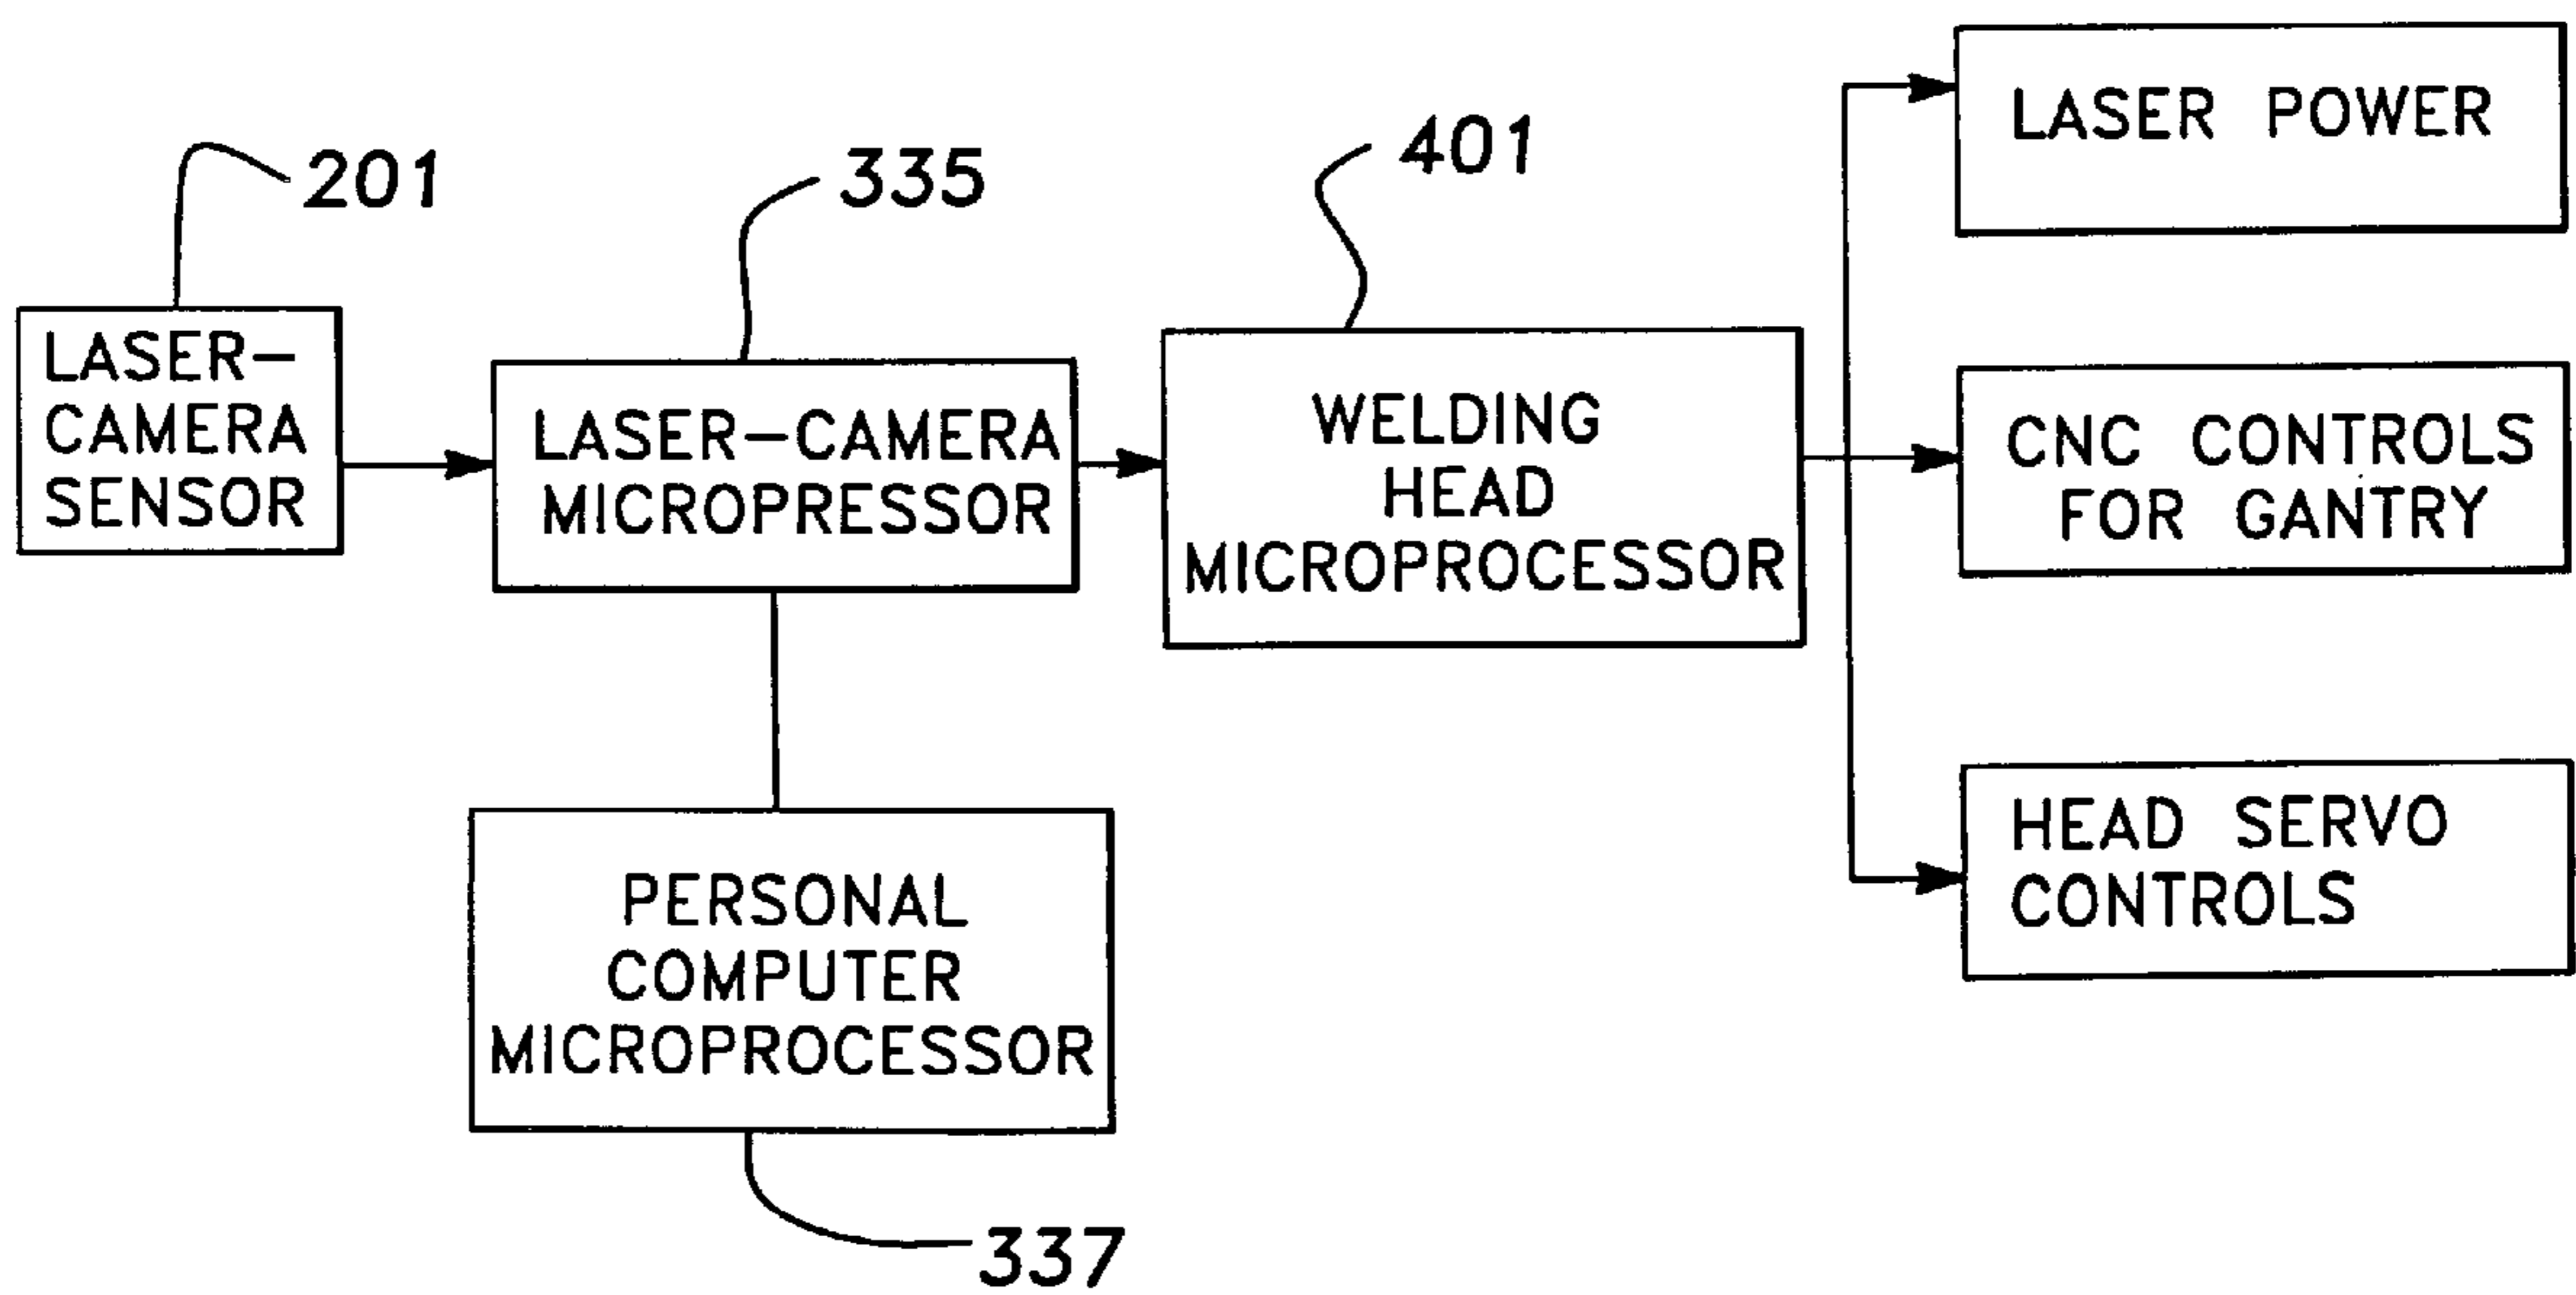 201
LASER-
CAMERA
SENSOR
335
LASER-CAMERA
MICROPRESSOR
401
WELDING
HEAD
MICROPROCESSOR
LASER POWER
CNC CONTROLS
FOR GANTRY
HEAD SERVO
CONTROLS
PERSONAL
COMPUTER
MICROPROCESSOR
337